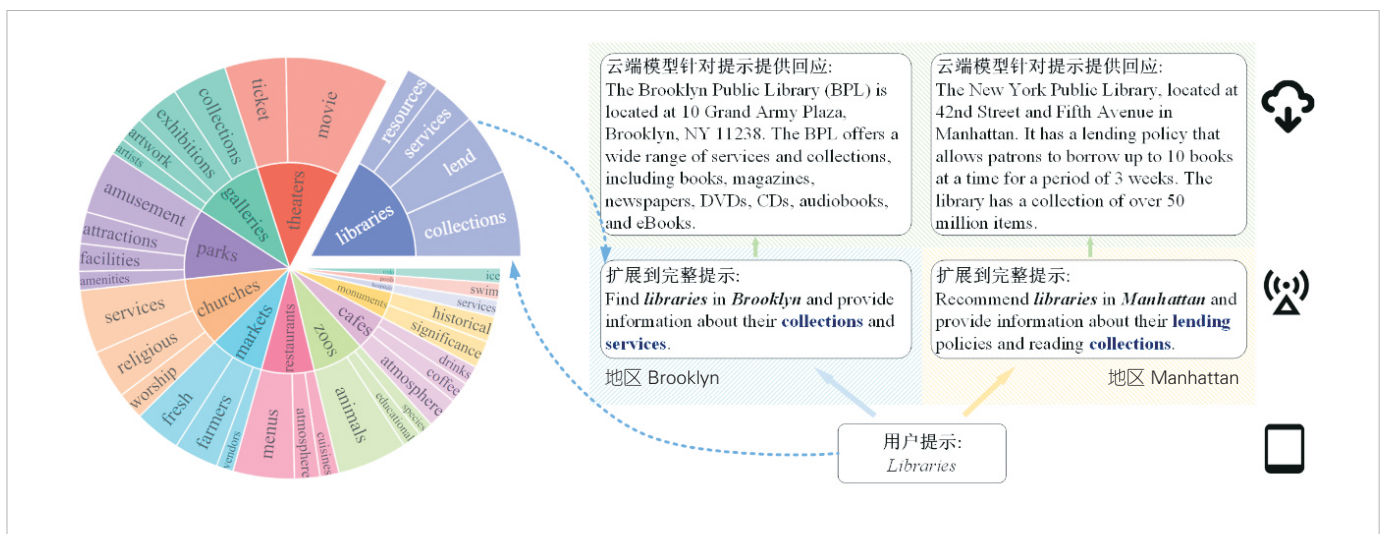 ticket
movie
collections
exhibitions
artwork
artists
galleries
theaters
resources
services
lend
collections
libraries
amusement
attractions
facilities
amenities
parks
services
religious
worship
churches
fresh
farmers
vendors
markets
menus
atmosphere
cuisines
restaurants
animals
educational
species
zoos
atmosphere
coffee
drinks
cafes
significance
historical
monuments
services
swim
ice
云端模型针对提示提供回应:
The Brooklyn Public Library (BPL) is
located at 10 Grand Army Plaza,
Brooklyn, NY 11238. The BPL offers a
wide range of services and collections,
including books, magazines,
newspapers, DVDs, CDs, audiobooks,
and eBooks.
云端模型针对提示提供回应:
The New York Public Library, located at
42nd Street and Fifth Avenue in
Manhattan. It has a lending policy that
allows patrons to borrow up to 10 books
at a time for a period of 3 weeks. The
library has a collection of over 50
million items.
扩展到完整提示:
Find libraries in Brooklyn and provide
information about their collections and
services.
扩展到完整提示:
Recommend libraries in Manhattan and
provide information about their lending
policies and reading collections.
地区 Brooklyn
地区 Manhattan
用户提示:
Libraries